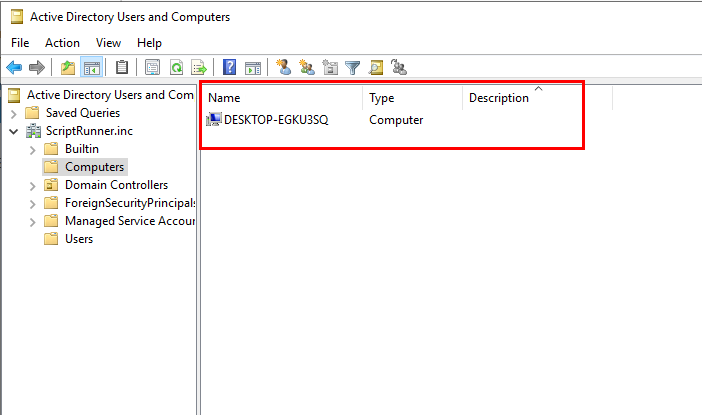 Active Directory Users and Computers
File Action View Help
Active Directory Users and Com
Saved Queries
ScriptRunner.inc
Builtin
Computers
Domain Controllers
ForeignSecurityPrincipals
Managed Service Accour
Users
Name Type Description
DESKTOP-EGKU3SQ Computer